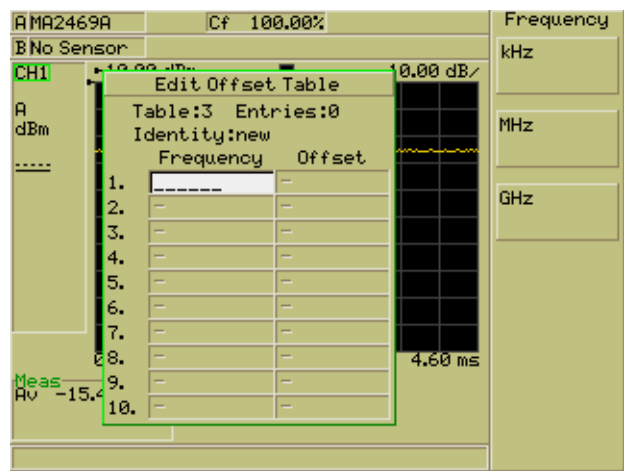 A MA2469A Cf 100.00%
B No Sensor
CH1 10.00 dB/
A
dBm
-----
Edit Offset Table
Table:3 Entries:0
Identity:new
Frequency Offset
1. ______ –
2. – –
3. – –
4. – –
5. – –
6. – –
7. – –
8. – –
9. – –
10. – –
4.60 ms
Meas
Av -15.4
Frequency
kHz
MHz
GHz